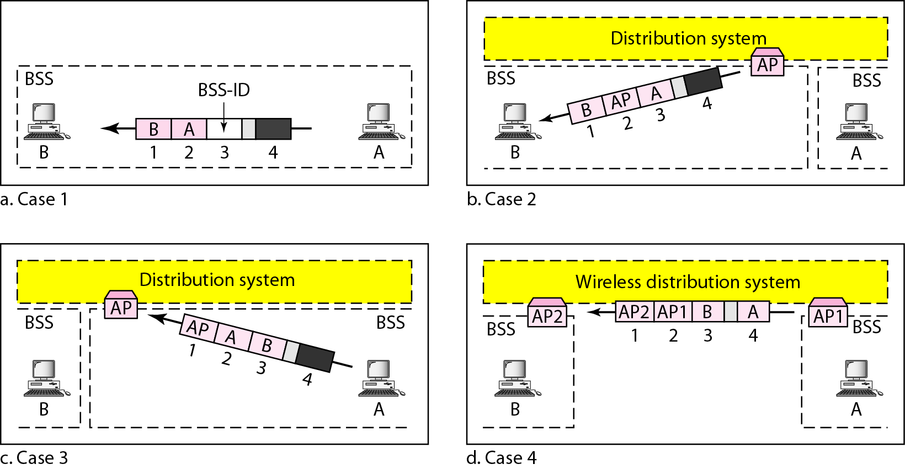 BSS
BSS-ID
B A
1 2 3 4
B
A
a. Case 1
Distribution system
AP
BSS
BSS
B AP A
1 2 3 4
B
A
b. Case 2
Distribution system
AP
BSS
BSS
AP A B
1 2 3 4
B
A
c. Case 3
Wireless distribution system
AP2
AP2 AP1 B A
AP1
1 2 3 4
BSS
BSS
B
A
d. Case 4